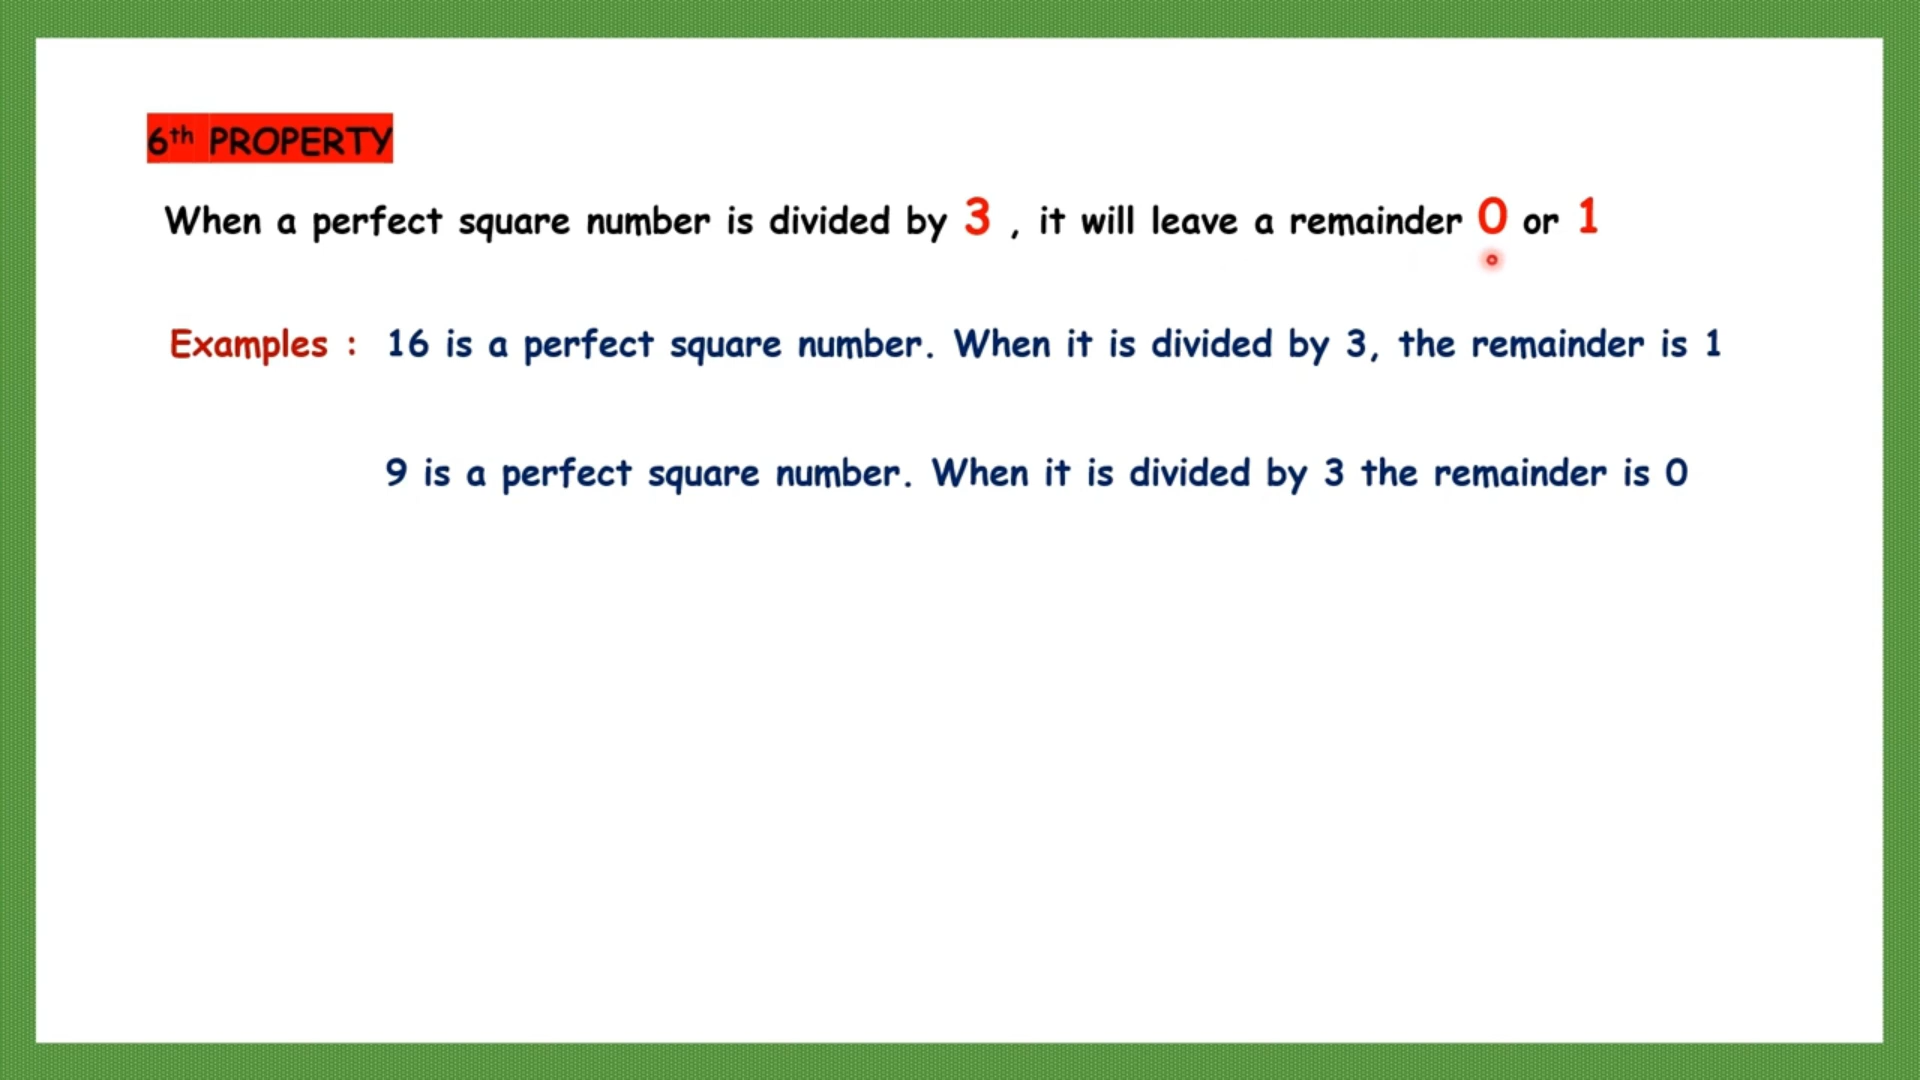 6th PROPERTY
When a perfect square number is divided by 3 , it will leave a remainder 0 or 1
Examples : 16 is a perfect square number. When it is divided by 3, the remainder is 1
9 is a perfect square number. When it is divided by 3 the remainder is 0